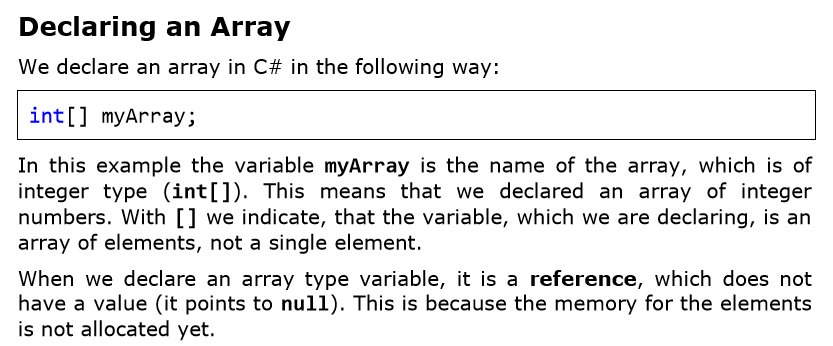 Declaring an Array
We declare an array in C# in the following way:
int[] myArray;
In this example the variable myArray is the name of the array, which is of
integer type (int[]). This means that we declared an array of integer
numbers. With [] we indicate, that the variable, which we are declaring, is an
array of elements, not a single element.
When we declare an array type variable, it is a reference, which does not
have a value (it points to null). This is because the memory for the elements
is not allocated yet.